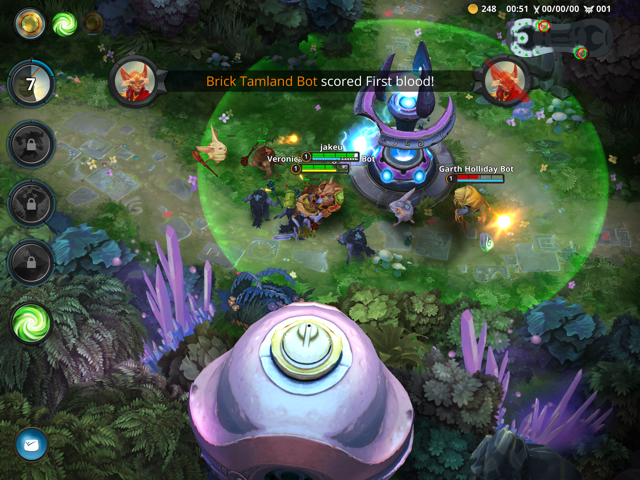 248 00:51 00/00/00 001
7
Brick Tamland Bot scored First blood!
jakeu
1
Bot
1
Garth Holliday Bot
1